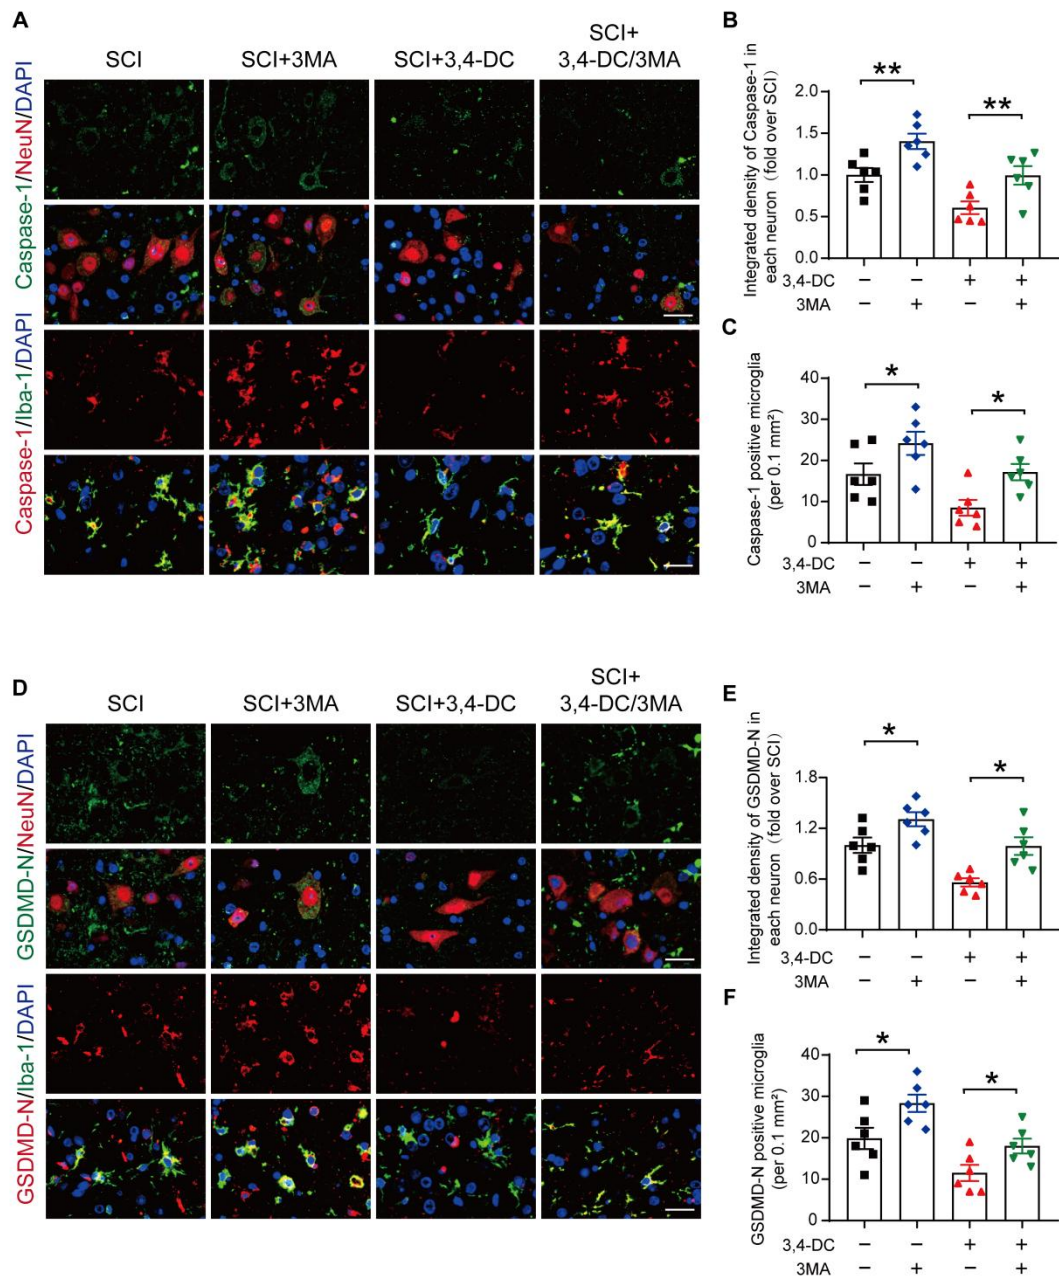 A
SCI
SCI+3MA
SCI+3,4-DC
SCI+
3,4-DC/3MA
Caspase-1/NeuN/DAPI
Caspase-1/Iba-1/DAPI
B
Integrated density of Caspase-1 in
each neuron (fold over SCI)
2.0
1.5
1.0
0.5
0.0
**
**
3,4-DC − − + +
3MA − + − +
C
Caspase-1 positive microglia
(per 0.1 mm²)
40
30
20
10
0
*
*
3,4-DC − − + +
3MA − + − +
D
SCI
SCI+3MA
SCI+3,4-DC
SCI+
3,4-DC/3MA
GSDMD-N/NeuN/DAPI
GSDMD-N/Iba-1/DAPI
E
Integrated density of GSDMD-N in
each neuron (fold over SCI)
1.8
1.2
0.6
0.0
*
*
3,4-DC − − + +
3MA − + − +
F
GSDMD-N positive microglia
(per 0.1 mm²)
40
30
20
10
0
*
*
3,4-DC − − + +
3MA − + − +